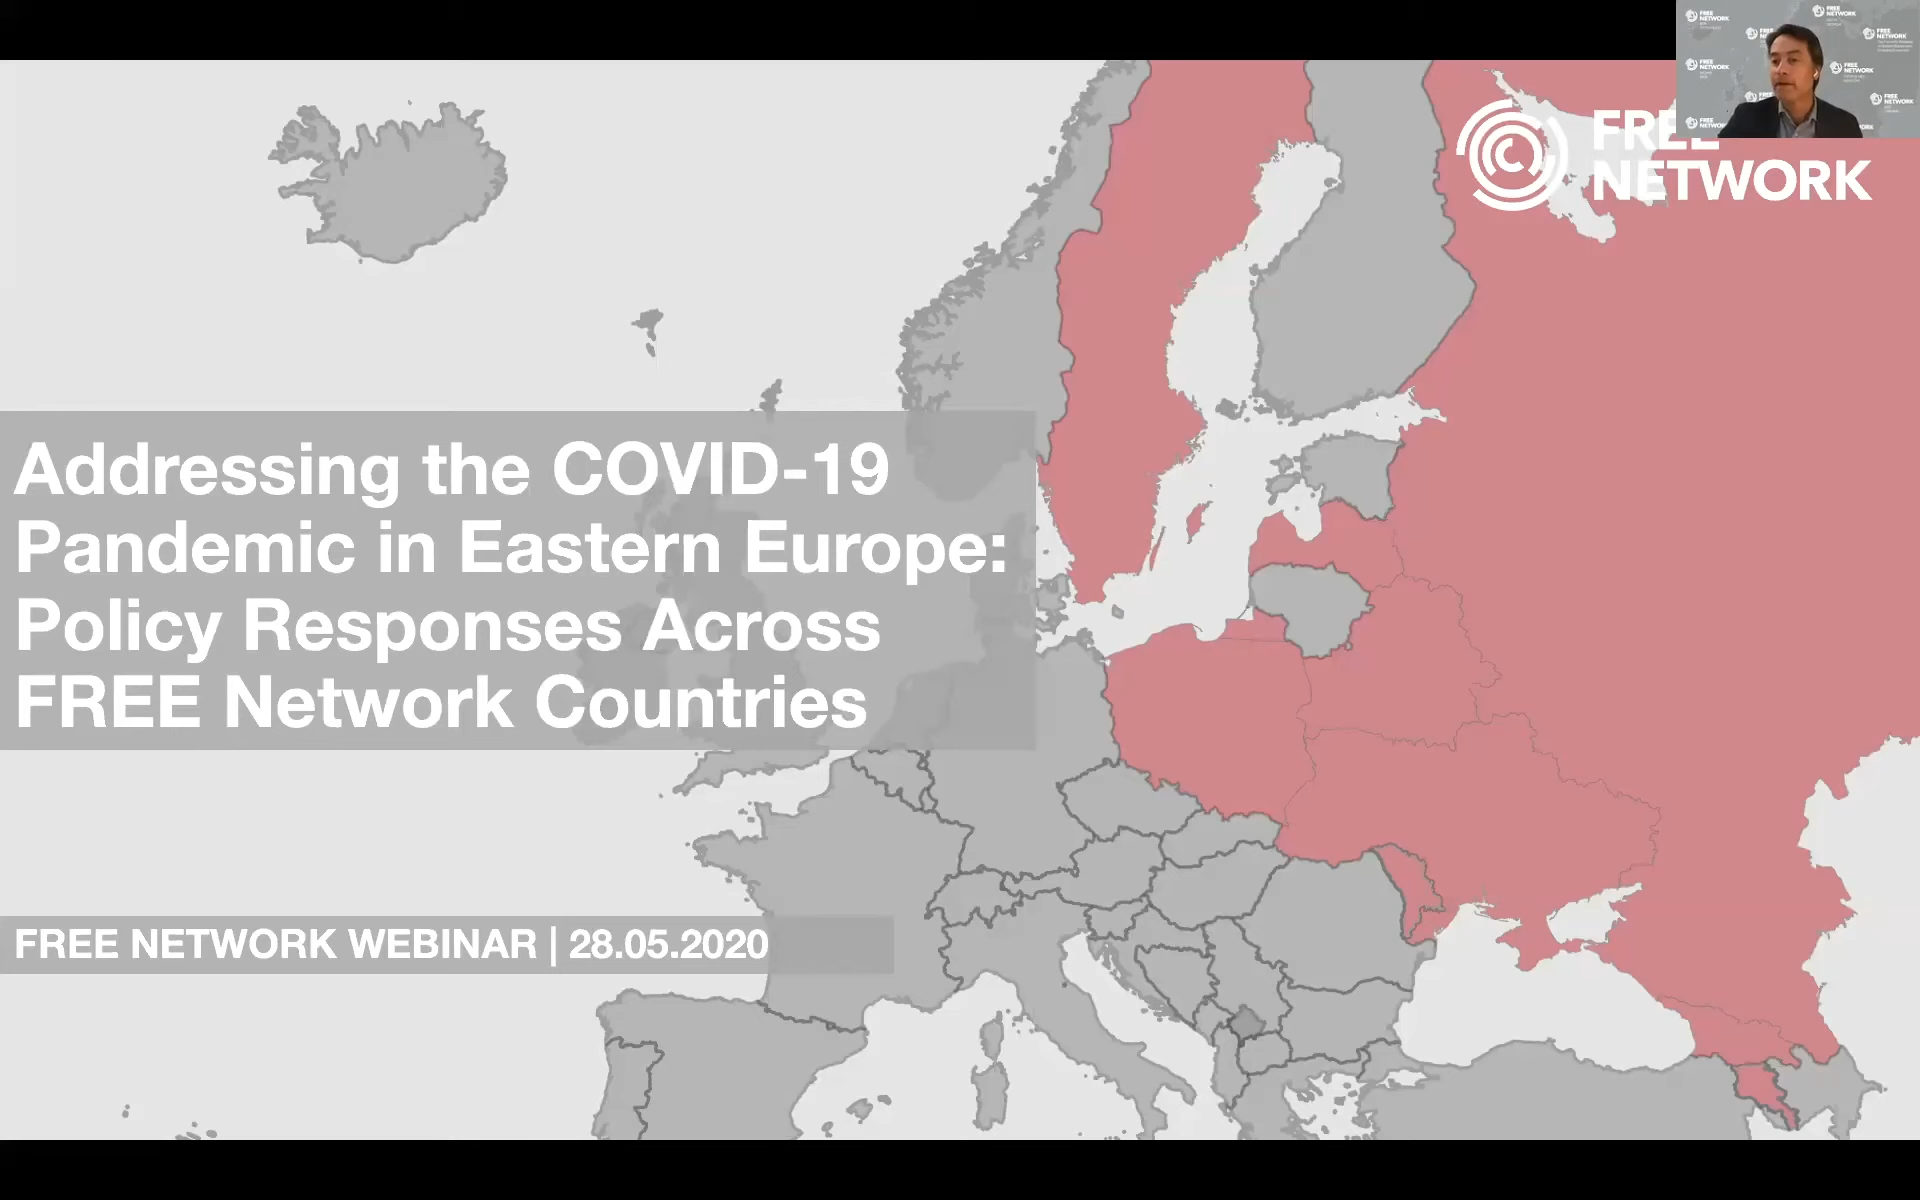 FREE
NETWORK
Addressing the COVID-19
Pandemic in Eastern Europe:
Policy Responses Across
FREE Network Countries
FREE NETWORK WEBINAR | 28.05.2020